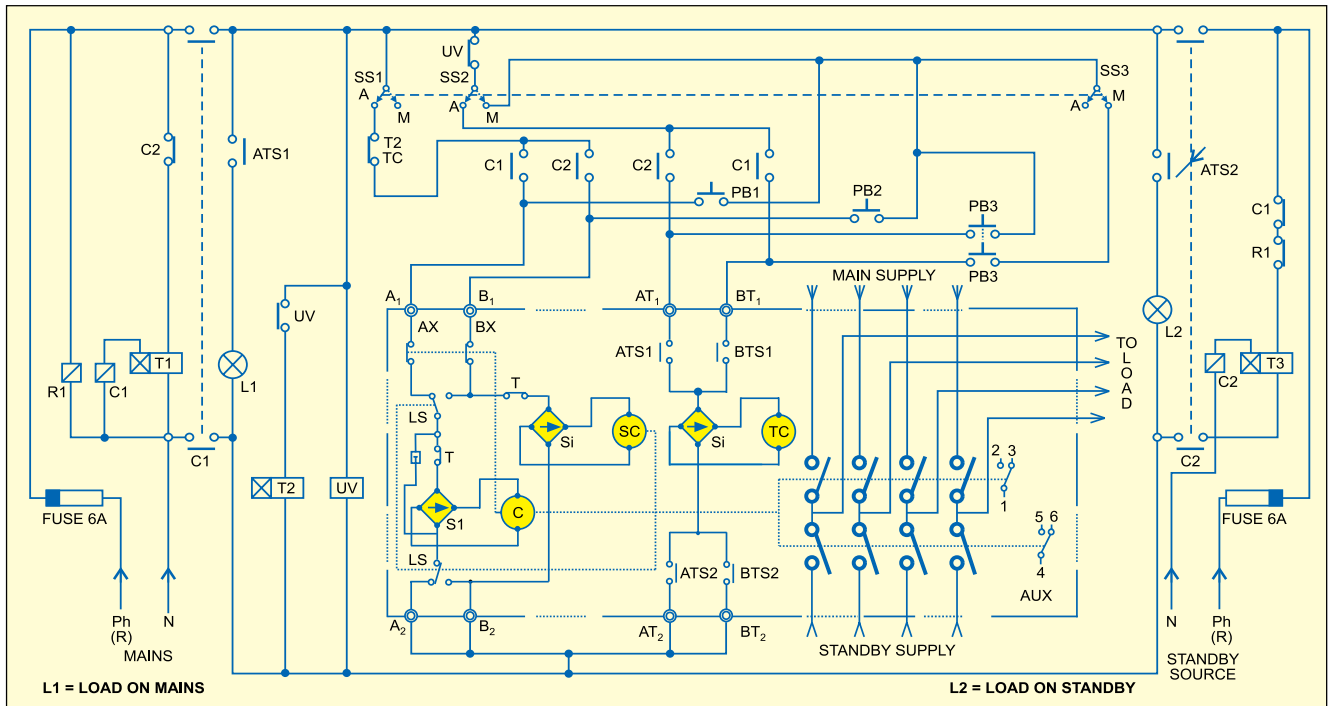 UV
SS1
SS2
SS3
A
M
A
M
A
M
C2
ATS1
T2
TC
C1
C2
C2
C1
ATS2
PB1
PB2
C1
PB3
R1
PB3
MAIN SUPPLY
A1
B1
AT1
BT1
UV
AX
BX
L2
ATS1
BTS1
TO LOAD
T1
R1
C1
L1
T3
C2
LS
T
Si
SC
Si
TC
C1
T
C2
2 3
1
T2
UV
S1
C
FUSE 6A
FUSE 6A
5 6
4
LS
ATS2
BTS2
AUX
A2
B2
AT2
BT2
Ph
(R)
N
MAINS
N
Ph
(R)
STANDBY SUPPLY
STANDBY
SOURCE
L1 = LOAD ON MAINS
L2 = LOAD ON STANDBY